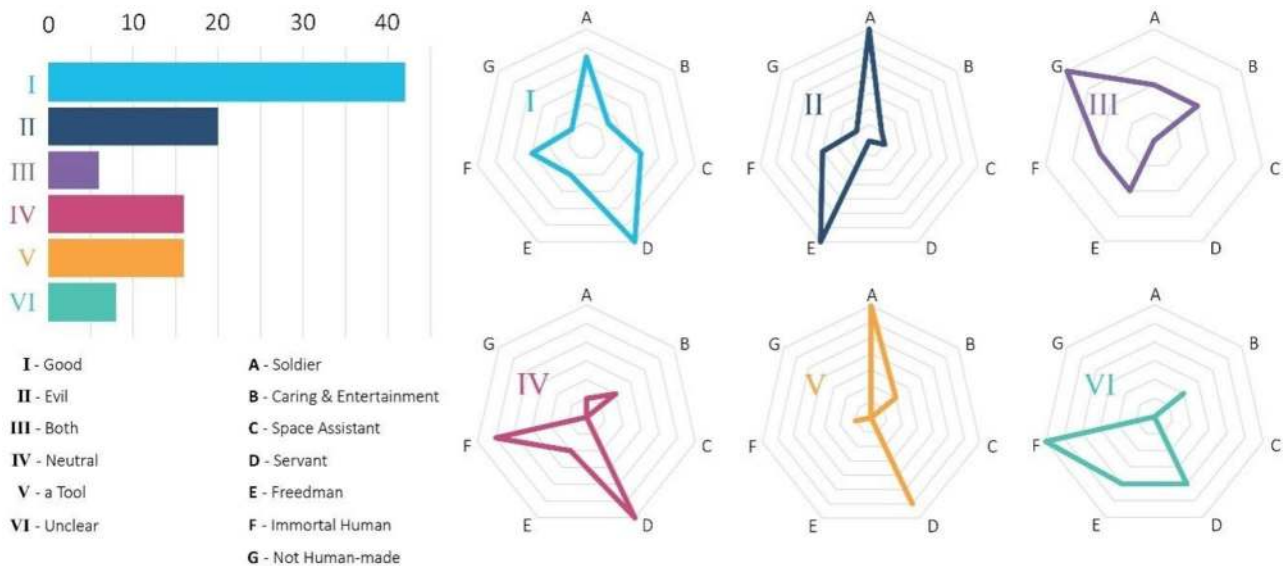 0 10 20 30 40
I
II
III
IV
V
VI
I - Good
II - Evil
III - Both
IV - Neutral
V - a Tool
VI - Unclear
A - Soldier
B - Caring & Entertainment
C - Space Assistant
D - Servant
E - Freedman
F - Immortal Human
G - Not Human-made
A
G B
I
F C
E D
A
G B
II
F C
E D
A
G B
III
F C
E D
A
G B
IV
F C
E D
A
G B
V
F C
E D
A
G B
VI
F C
E D